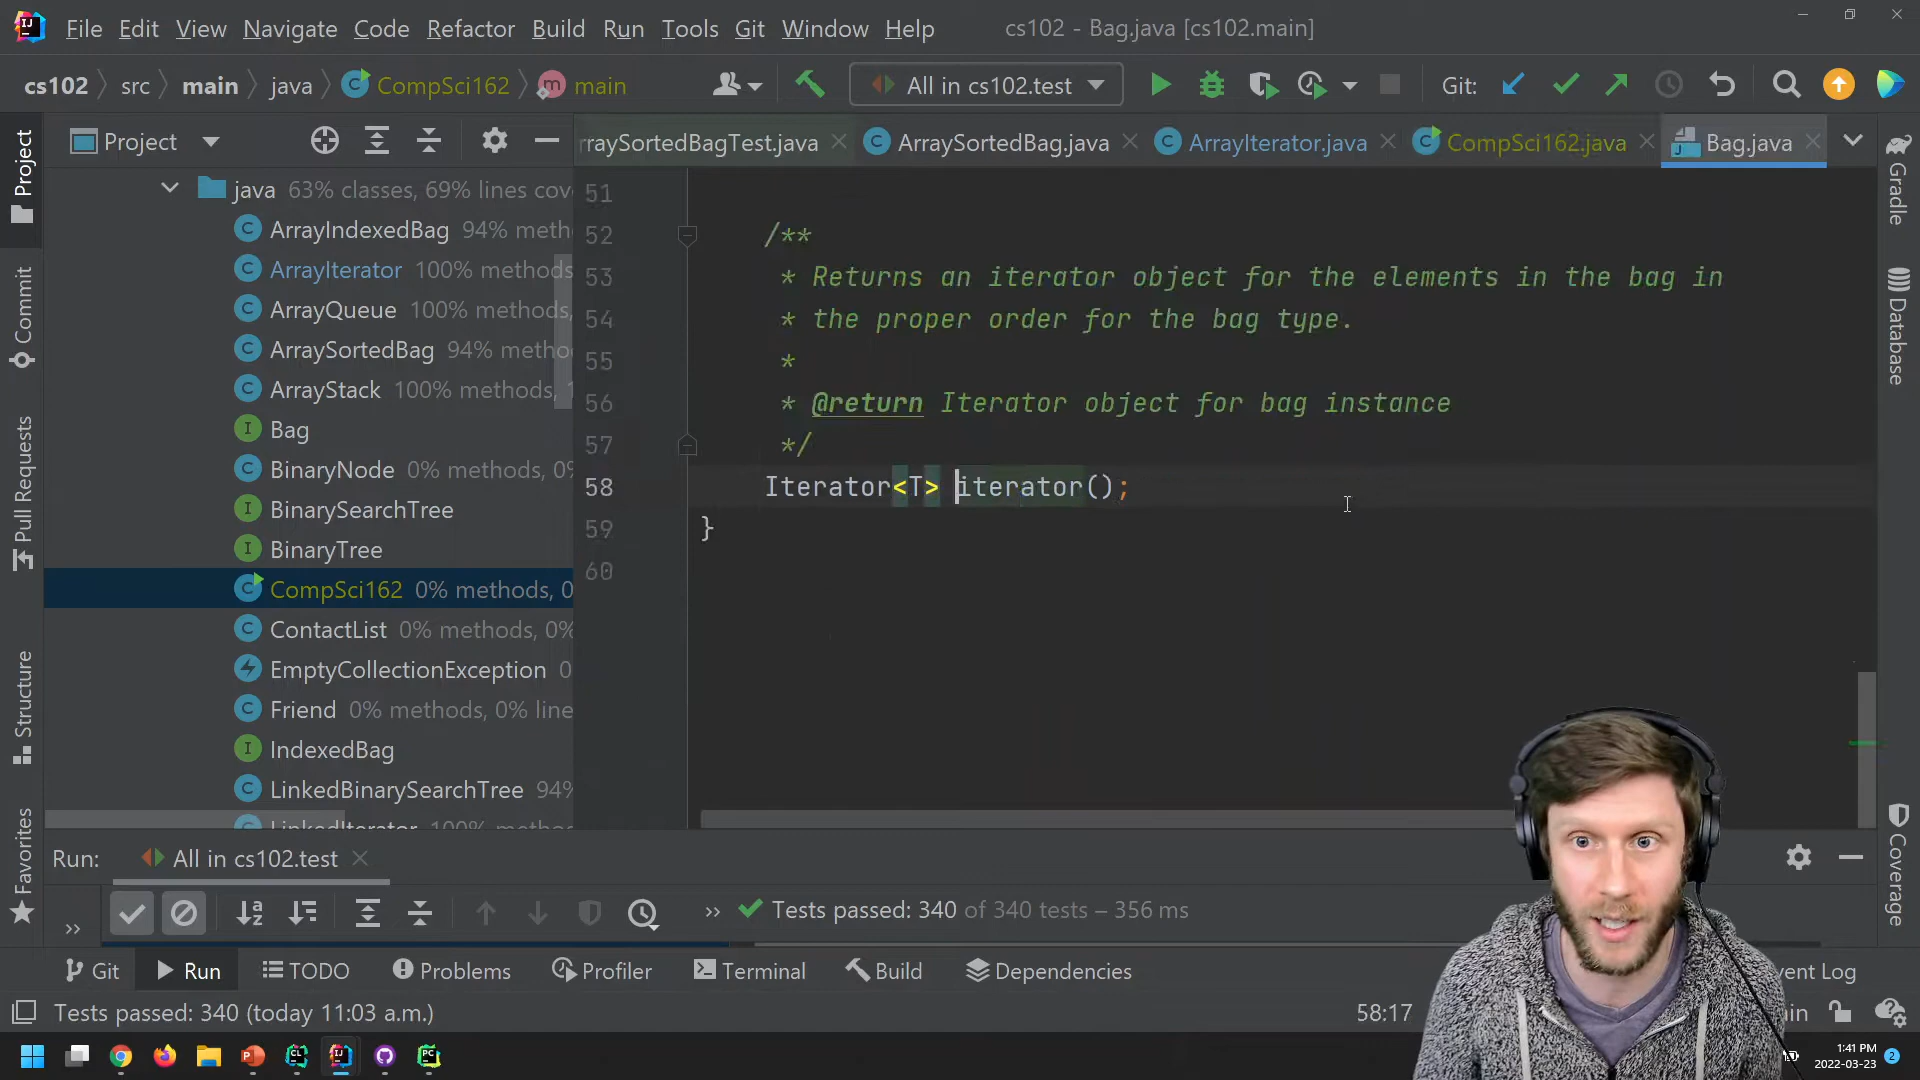 File Edit View Navigate Code Refactor Build Run Tools Git Window Help cs102 - Bag.java [cs102.main]
cs102 src main java CompSci162 main All in cs102.test Git:
Project
rraySortedBagTest.java ArraySortedBag.java ArrayIterator.java CompSci162.java Bag.java
java 63% classes, 69% lines cov
ArrayIndexedBag 94% meth
ArrayIterator 100% methods
ArrayQueue 100% methods,
ArraySortedBag 94% metho
ArrayStack 100% methods,
Bag
BinaryNode 0% methods, 0%
BinarySearchTree
BinaryTree
CompSci162 0% methods, 0
ContactList 0% methods, 0%
EmptyCollectionException 0
Friend 0% methods, 0% line
IndexedBag
LinkedBinarySearchTree 94%
LinkedIterator 100% methods
51
52 /**
53 * Returns an iterator object for the elements in the bag in
54 * the proper order for the bag type.
55 *
56 * @return Iterator object for bag instance
57 */
58 Iterator<T> iterator();
59 }
60
Project
Commit
Pull Requests
Structure
Favorites
Gradle
Database
Coverage
Run: All in cs102.test
Tests passed: 340 of 340 tests – 356 ms
Git Run TODO Problems Profiler Terminal Build Dependencies vent Log
Tests passed: 340 (today 11:03 a.m.) 58:17 in
1:41 PM
2022-03-23
2